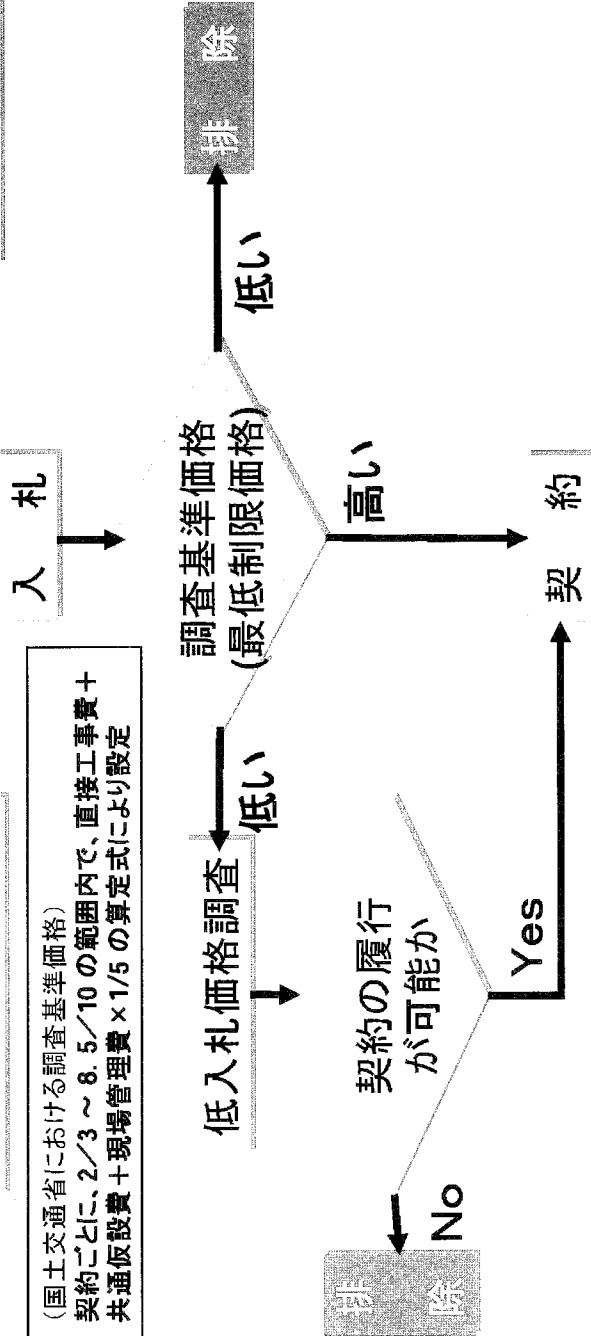 入 札
(国土交通省における調査基準価格)
契約ごとに、2/3 ~ 8. 5/10 の範囲内で、直接工事費+
共通仮設費+現場管理費×1/5 の算定式により設定
調査基準価格
(最低制限価格)
低い
排 除
低い
高い
低入札価格調査
契約の履行
が可能か
No
排 除
Yes
契 約